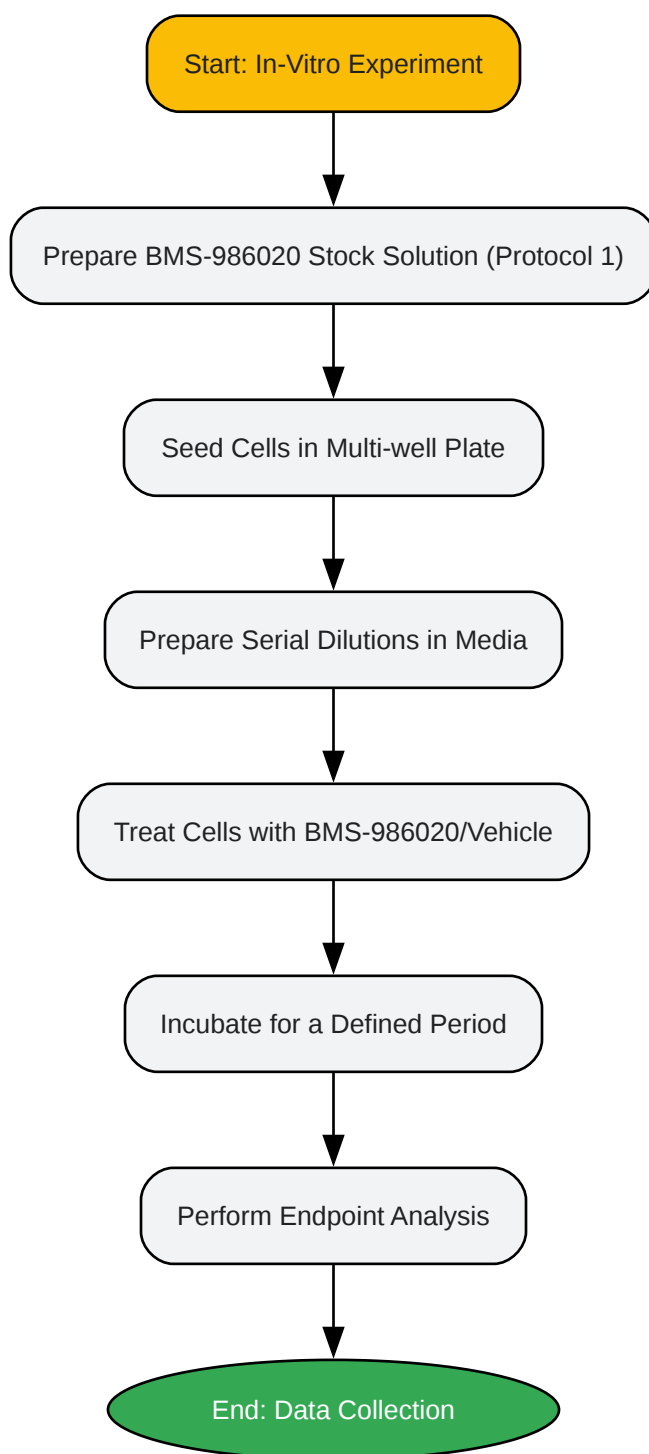 Start: In-Vitro Experiment
Prepare BMS-986020 Stock Solution (Protocol 1)
Seed Cells in Multi-well Plate
Prepare Serial Dilutions in Media
Treat Cells with BMS-986020/Vehicle
Incubate for a Defined Period
Perform Endpoint Analysis
End: Data Collection